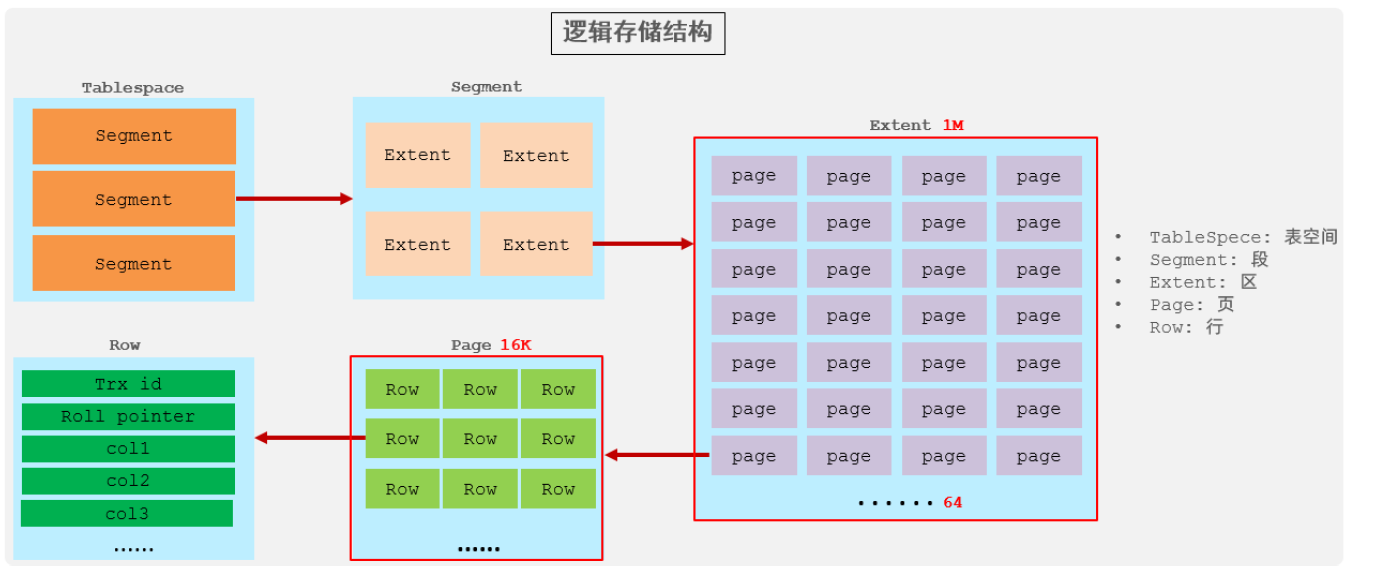 逻辑存储结构
Tablespace
Segment
Segment
Segment
Segment
Extent Extent
Extent Extent
Extent 1M
page page page page
page page page page
page page page page
page page page page
page page page page
page page page page
page page page page
······ 64
• TableSpece: 表空间
• Segment: 段
• Extent: 区
• Page: 页
• Row: 行
Row
Trx id
Roll pointer
col1
col2
col3
······
Page 16K
Row Row Row
Row Row Row
Row Row Row
······